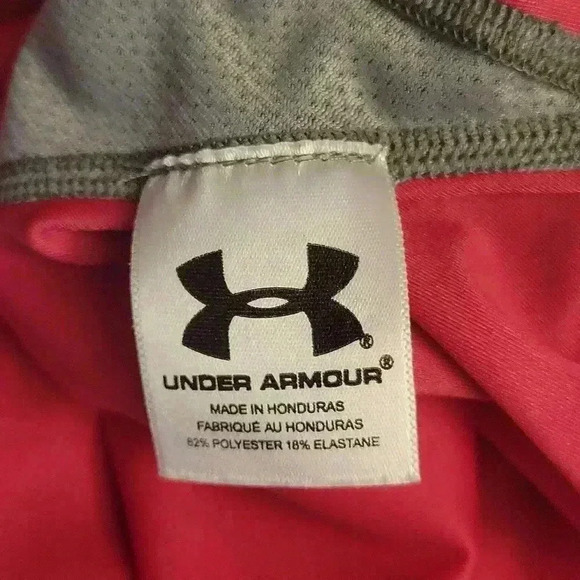 ®
UNDER ARMOUR®
MADE IN HONDURAS
FABRIQUÉ AU HONDURAS
82% POLYESTER 18% ELASTANE